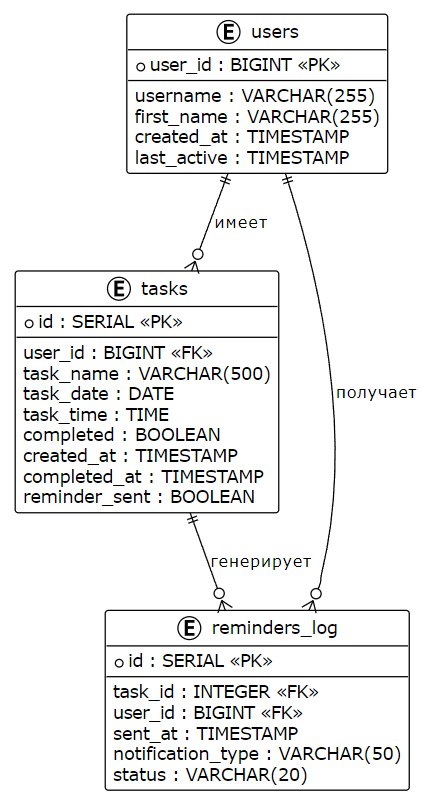 E users
user_id : BIGINT «PK»
username : VARCHAR(255)
first_name : VARCHAR(255)
created_at : TIMESTAMP
last_active : TIMESTAMP
имеет
E tasks
id : SERIAL «PK»
user_id : BIGINT «FK»
task_name : VARCHAR(500)
task_date : DATE
task_time : TIME
completed : BOOLEAN
created_at : TIMESTAMP
completed_at : TIMESTAMP
reminder_sent : BOOLEAN
получает
генерирует
E reminders_log
id : SERIAL «PK»
task_id : INTEGER «FK»
user_id : BIGINT «FK»
sent_at : TIMESTAMP
notification_type : VARCHAR(50)
status : VARCHAR(20)